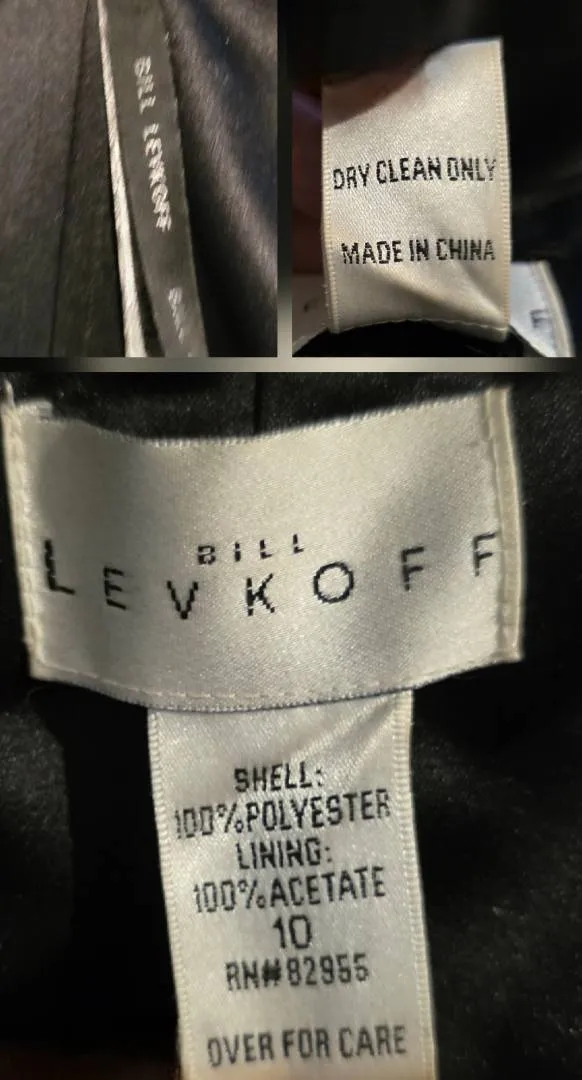 BILL LEVKOFF
DRY CLEAN ONLY
MADE IN CHINA
BILL
LEVKOFF
SHELL:
100%POLYESTER
LINING:
100%ACETATE
10
RN#82955
OVER FOR CARE